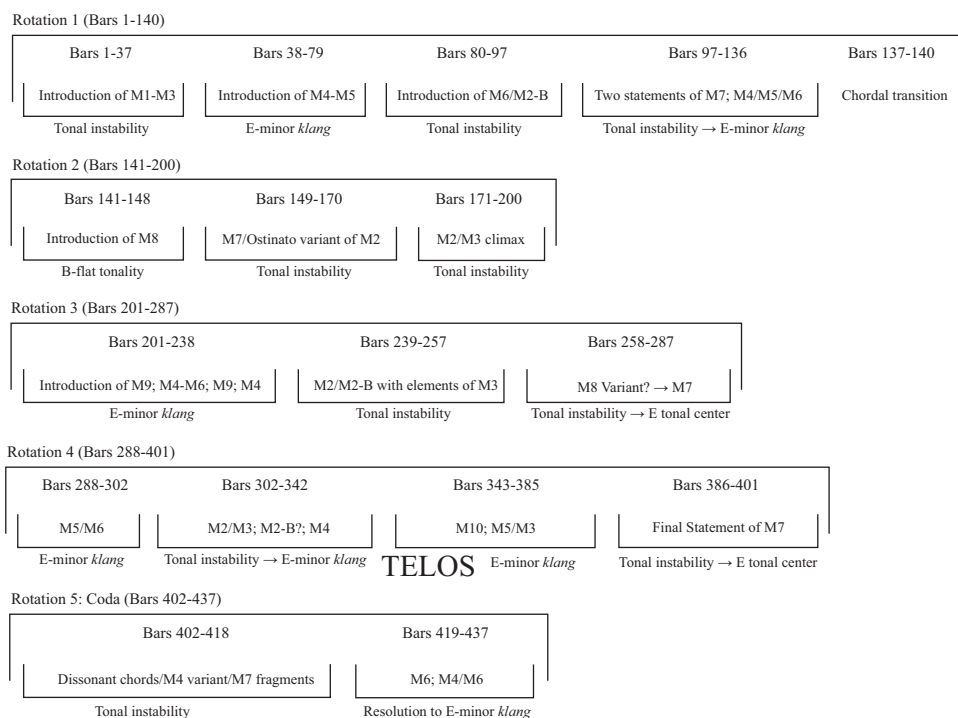 Rotation 1 (Bars 1-140)
Bars 1-37 Bars 38-79 Bars 80-97 Bars 97-136 Bars 137-140
Introduction of M1-M3 Introduction of M4-M5 Introduction of M6/M2-B Two statements of M7; M4/M5/M6 Chordal transition
Tonal instability E-minor klang Tonal instability Tonal instability → E-minor klang
Rotation 2 (Bars 141-200)
Bars 141-148 Bars 149-170 Bars 171-200
Introduction of M8 M7/Ostinato variant of M2 M2/M3 climax
B-flat tonality Tonal instability Tonal instability
Rotation 3 (Bars 201-287)
Bars 201-238 Bars 239-257 Bars 258-287
Introduction of M9; M4-M6; M9; M4 M2/M2-B with elements of M3 M8 Variant? → M7
E-minor klang Tonal instability Tonal instability → E tonal center
Rotation 4 (Bars 288-401)
Bars 288-302 Bars 302-342 Bars 343-385 Bars 386-401
M5/M6 M2/M3; M2-B?; M4 M10; M5/M3 Final Statement of M7
E-minor klang Tonal instability → E-minor klang TELOS E-minor klang Tonal instability → E tonal center
Rotation 5: Coda (Bars 402-437)
Bars 402-418 Bars 419-437
Dissonant chords/M4 variant/M7 fragments M6; M4/M6
Tonal instability Resolution to E-minor klang